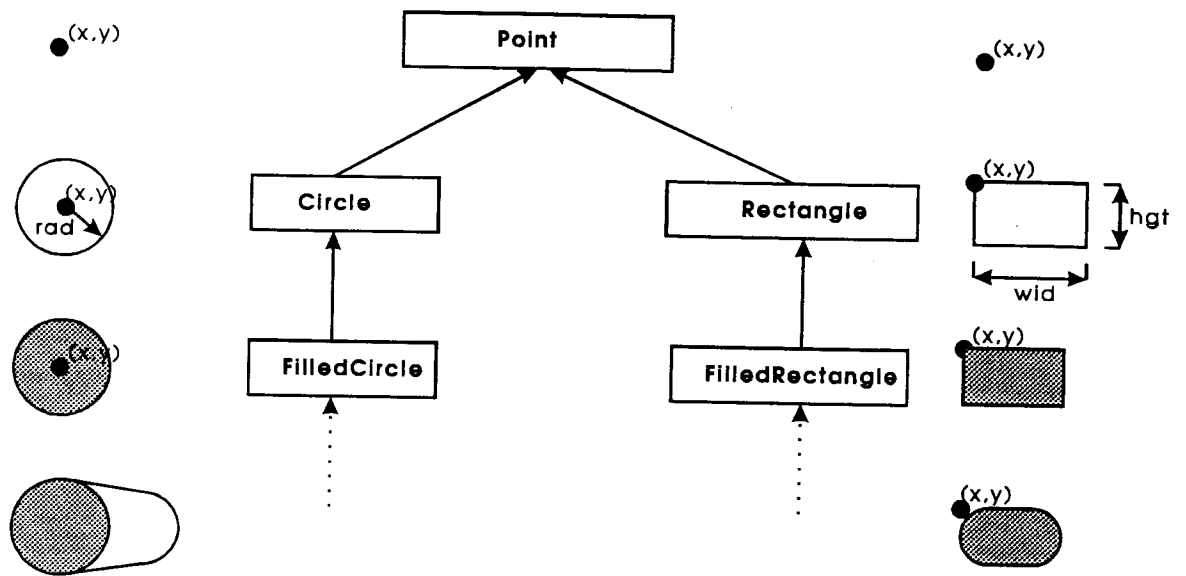 (x,y)
Point
(x,y)
(x,y)
rad
Circle
Rectangle
(x,y)
hgt
wid
(x,y)
FilledCircle
FilledRectangle
(x,y)
(x,y)